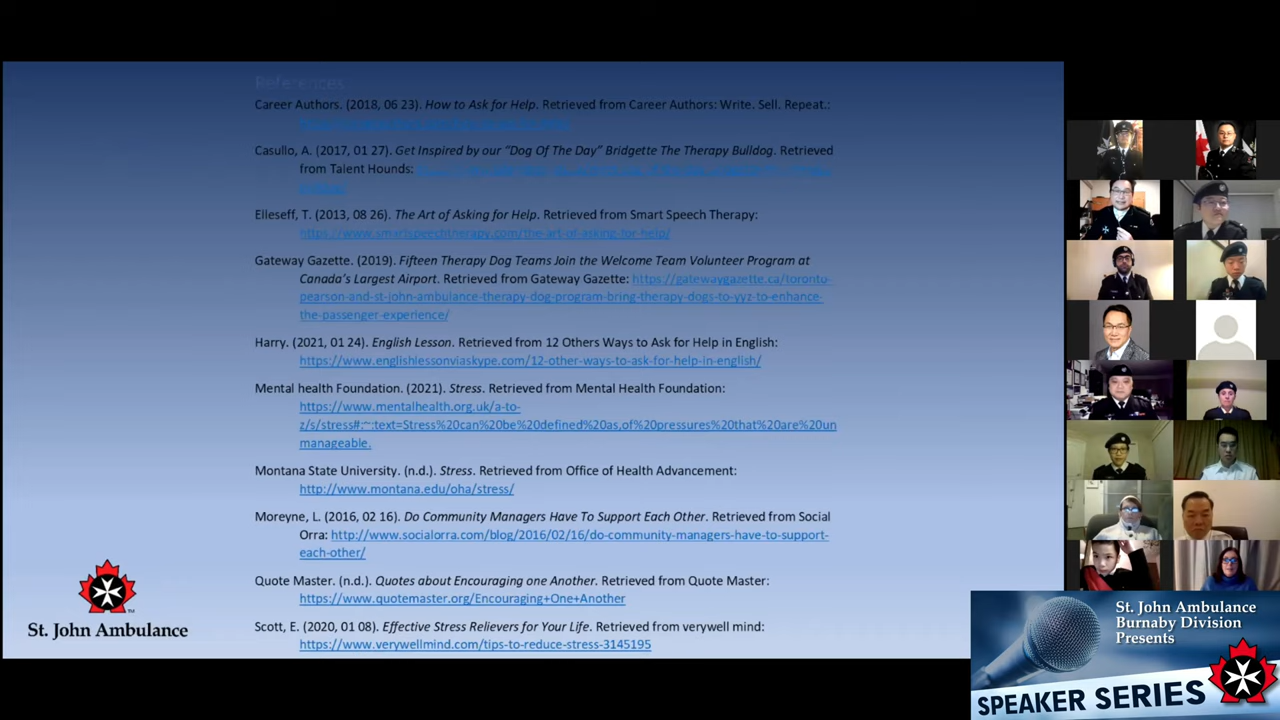 References
Career Authors. (2018, 06 23). How to Ask for Help. Retrieved from Career Authors: Write. Sell. Repeat.:
Casullo, A. (2017, 01 27). Get Inspired by our “Dog Of The Day” Bridgette The Therapy Bulldog. Retrieved
from Talent Hounds:
Elleseff, T. (2013, 08 26). The Art of Asking for Help. Retrieved from Smart Speech Therapy:
https://www.smartspeechtherapy.com/the-art-of-asking-for-help/
Gateway Gazette. (2019). Fifteen Therapy Dog Teams Join the Welcome Team Volunteer Program at
Canada’s Largest Airport. Retrieved from Gateway Gazette: https://gatewaygazette.ca/toronto-
pearson-and-st-john-ambulance-therapy-dog-program-bring-therapy-dogs-to-yyz-to-enhance-
the-passenger-experience/
Harry. (2021, 01 24). English Lesson. Retrieved from 12 Others Ways to Ask for Help in English:
https://www.englishlessonviaskype.com/12-other-ways-to-ask-for-help-in-english/
Mental health Foundation. (2021). Stress. Retrieved from Mental Health Foundation:
https://www.mentalhealth.org.uk/a-to-
z/s/stress#:~:text=Stress%20can%20be%20defined%20as,of%20pressures%20that%20are%20un
manageable.
Montana State University. (n.d.). Stress. Retrieved from Office of Health Advancement:
http://www.montana.edu/oha/stress/
Moreyne, L. (2016, 02 16). Do Community Managers Have To Support Each Other. Retrieved from Social
Orra: http://www.socialorra.com/blog/2016/02/16/do-community-managers-have-to-support-
each-other/
Quote Master. (n.d.). Quotes about Encouraging one Another. Retrieved from Quote Master:
https://www.quotemaster.org/Encouraging+One+Another
Scott, E. (2020, 01 08). Effective Stress Relievers for Your Life. Retrieved from verywell mind:
https://www.verywellmind.com/tips-to-reduce-stress-3145195
St. John Ambulance
St. John Ambulance
Burnaby Division
Presents
SPEAKER SERIES